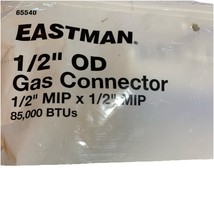 65540
EASTMAN.
1/2" OD
Gas Connector
1/2" MIP x 1/2" MIP
85,000 BTUs